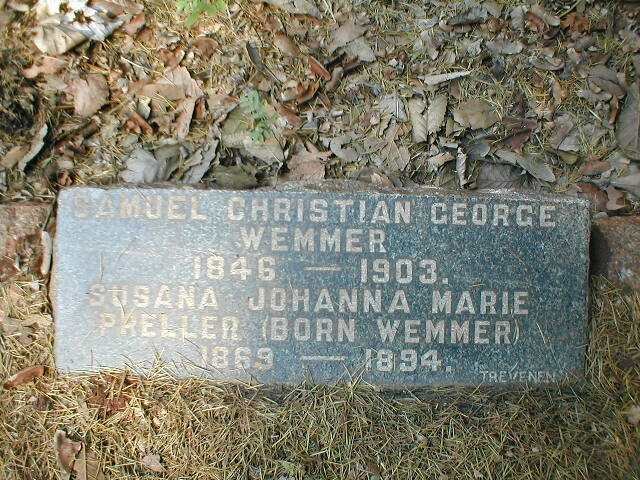 SAMUEL CHRISTIAN GEORGE
WEMMER
1846 — 1903.
SUSANA JOHANNA MARIE
PRELLER (BORN WEMMER)
1869 — 1894.
TREVENEN